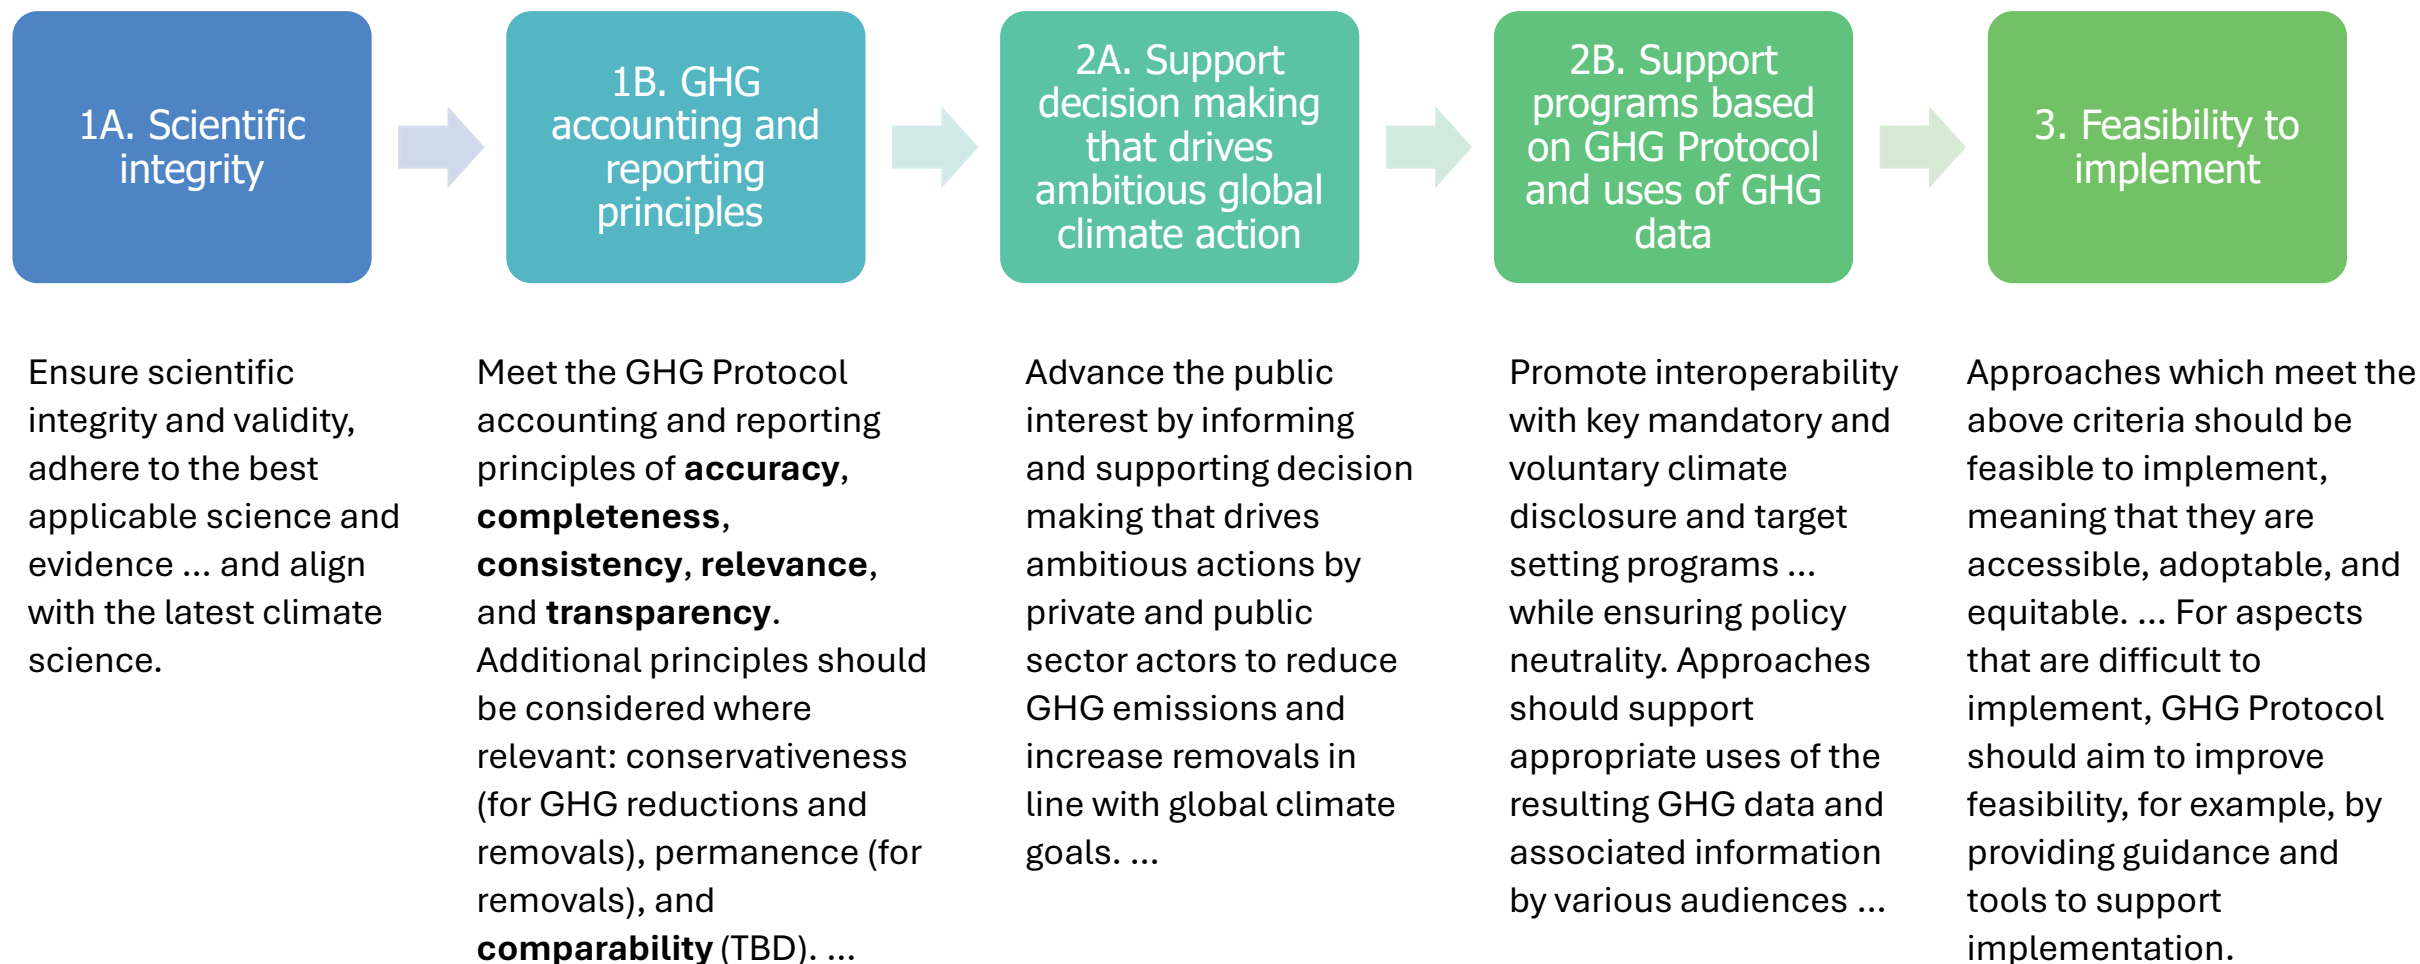 1A. Scientific
integrity
1B. GHG
accounting and
reporting
principles
2A. Support
decision making
that drives
ambitious global
climate action
2B. Support
programs based
on GHG Protocol
and uses of GHG
data
3. Feasibility to
implement
Ensure scientific
integrity and validity,
adhere to the best
applicable science and
evidence ... and align
with the latest climate
science.
Meet the GHG Protocol
accounting and reporting
principles of accuracy,
completeness,
consistency, relevance,
and transparency.
Additional principles should
be considered where
relevant: conservativeness
(for GHG reductions and
removals), permanence (for
removals), and
comparability (TBD). ...
Advance the public
interest by informing
and supporting decision
making that drives
ambitious actions by
private and public
sector actors to reduce
GHG emissions and
increase removals in
line with global climate
goals. ...
Promote interoperability
with key mandatory and
voluntary climate
disclosure and target
setting programs ...
while ensuring policy
neutrality. Approaches
should support
appropriate uses of the
resulting GHG data and
associated information
by various audiences ...
Approaches which meet the
above criteria should be
feasible to implement,
meaning that they are
accessible, adoptable, and
equitable. ... For aspects
that are difficult to
implement, GHG Protocol
should aim to improve
feasibility, for example, by
providing guidance and
tools to support
implementation.